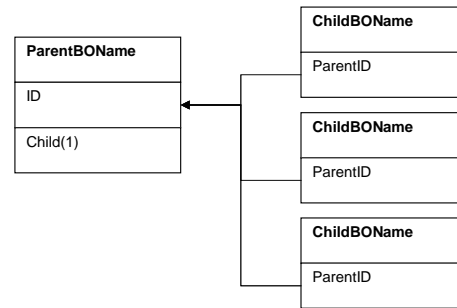 ParentBOName
ID
Child(1)
ChildBOName
ParentID
ChildBOName
ParentID
ChildBOName
ParentID